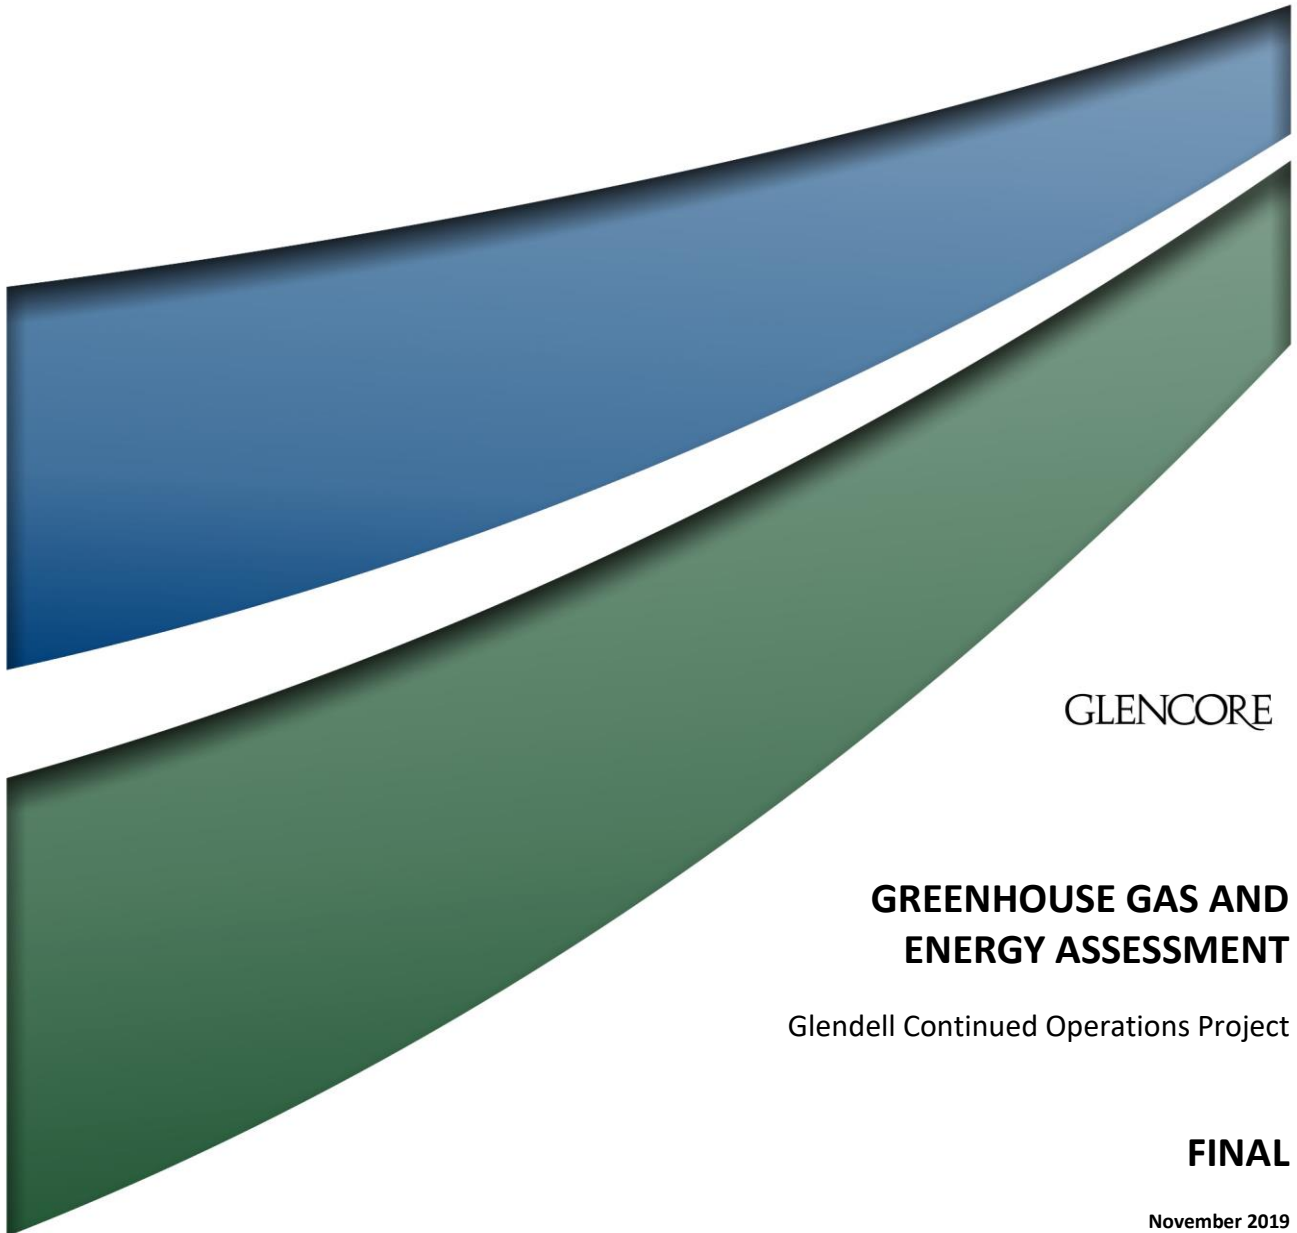 GLENCORE
GREENHOUSE GAS AND
ENERGY ASSESSMENT
Glendell Continued Operations Project
FINAL
November 2019